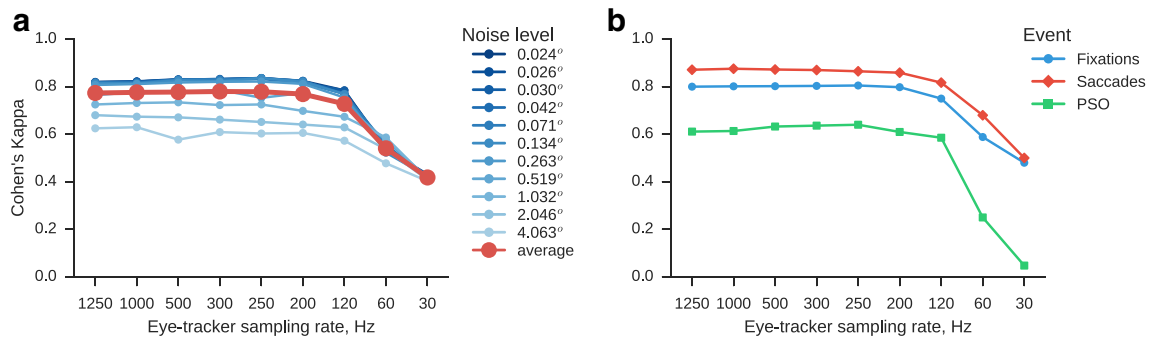 a
Noise level
0.024°
0.026°
0.030°
0.042°
0.071°
0.134°
0.263°
0.519°
1.032°
2.046°
4.063°
average
Cohen's Kappa
1.0
0.8
0.6
0.4
0.2
0.0
1250 1000 500 300 250 200 120 60 30
Eye-tracker sampling rate, Hz
b
Event
Fixations
Saccades
PSO
1.0
0.8
0.6
0.4
0.2
0.0
1250 1000 500 300 250 200 120 60 30
Eye-tracker sampling rate, Hz